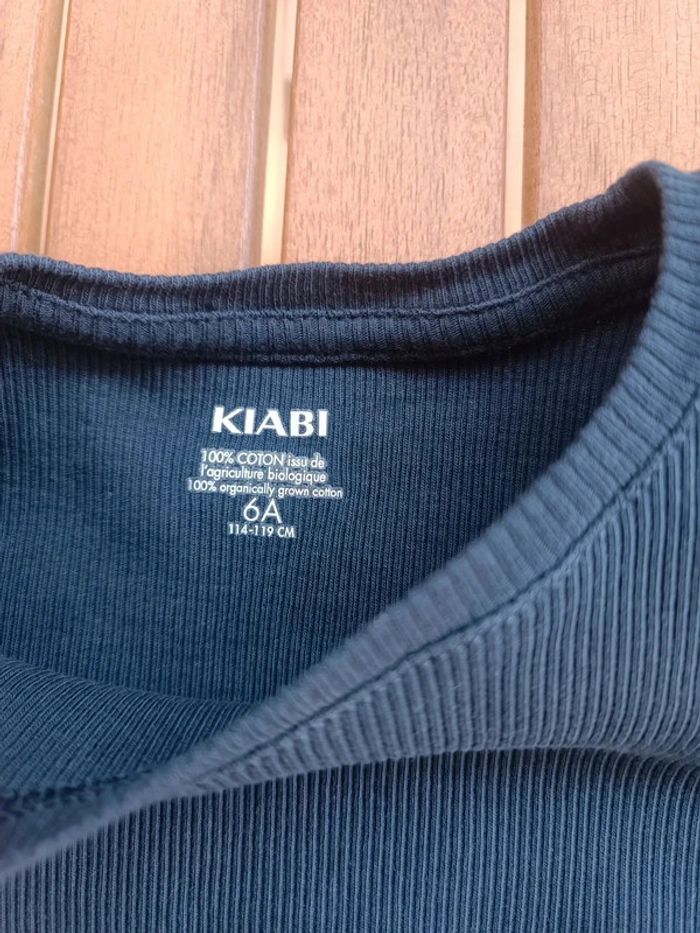 KIABI
100% COTON issu de
l'agriculture biologique
100% organically grown cotton
6A
114-119 CM